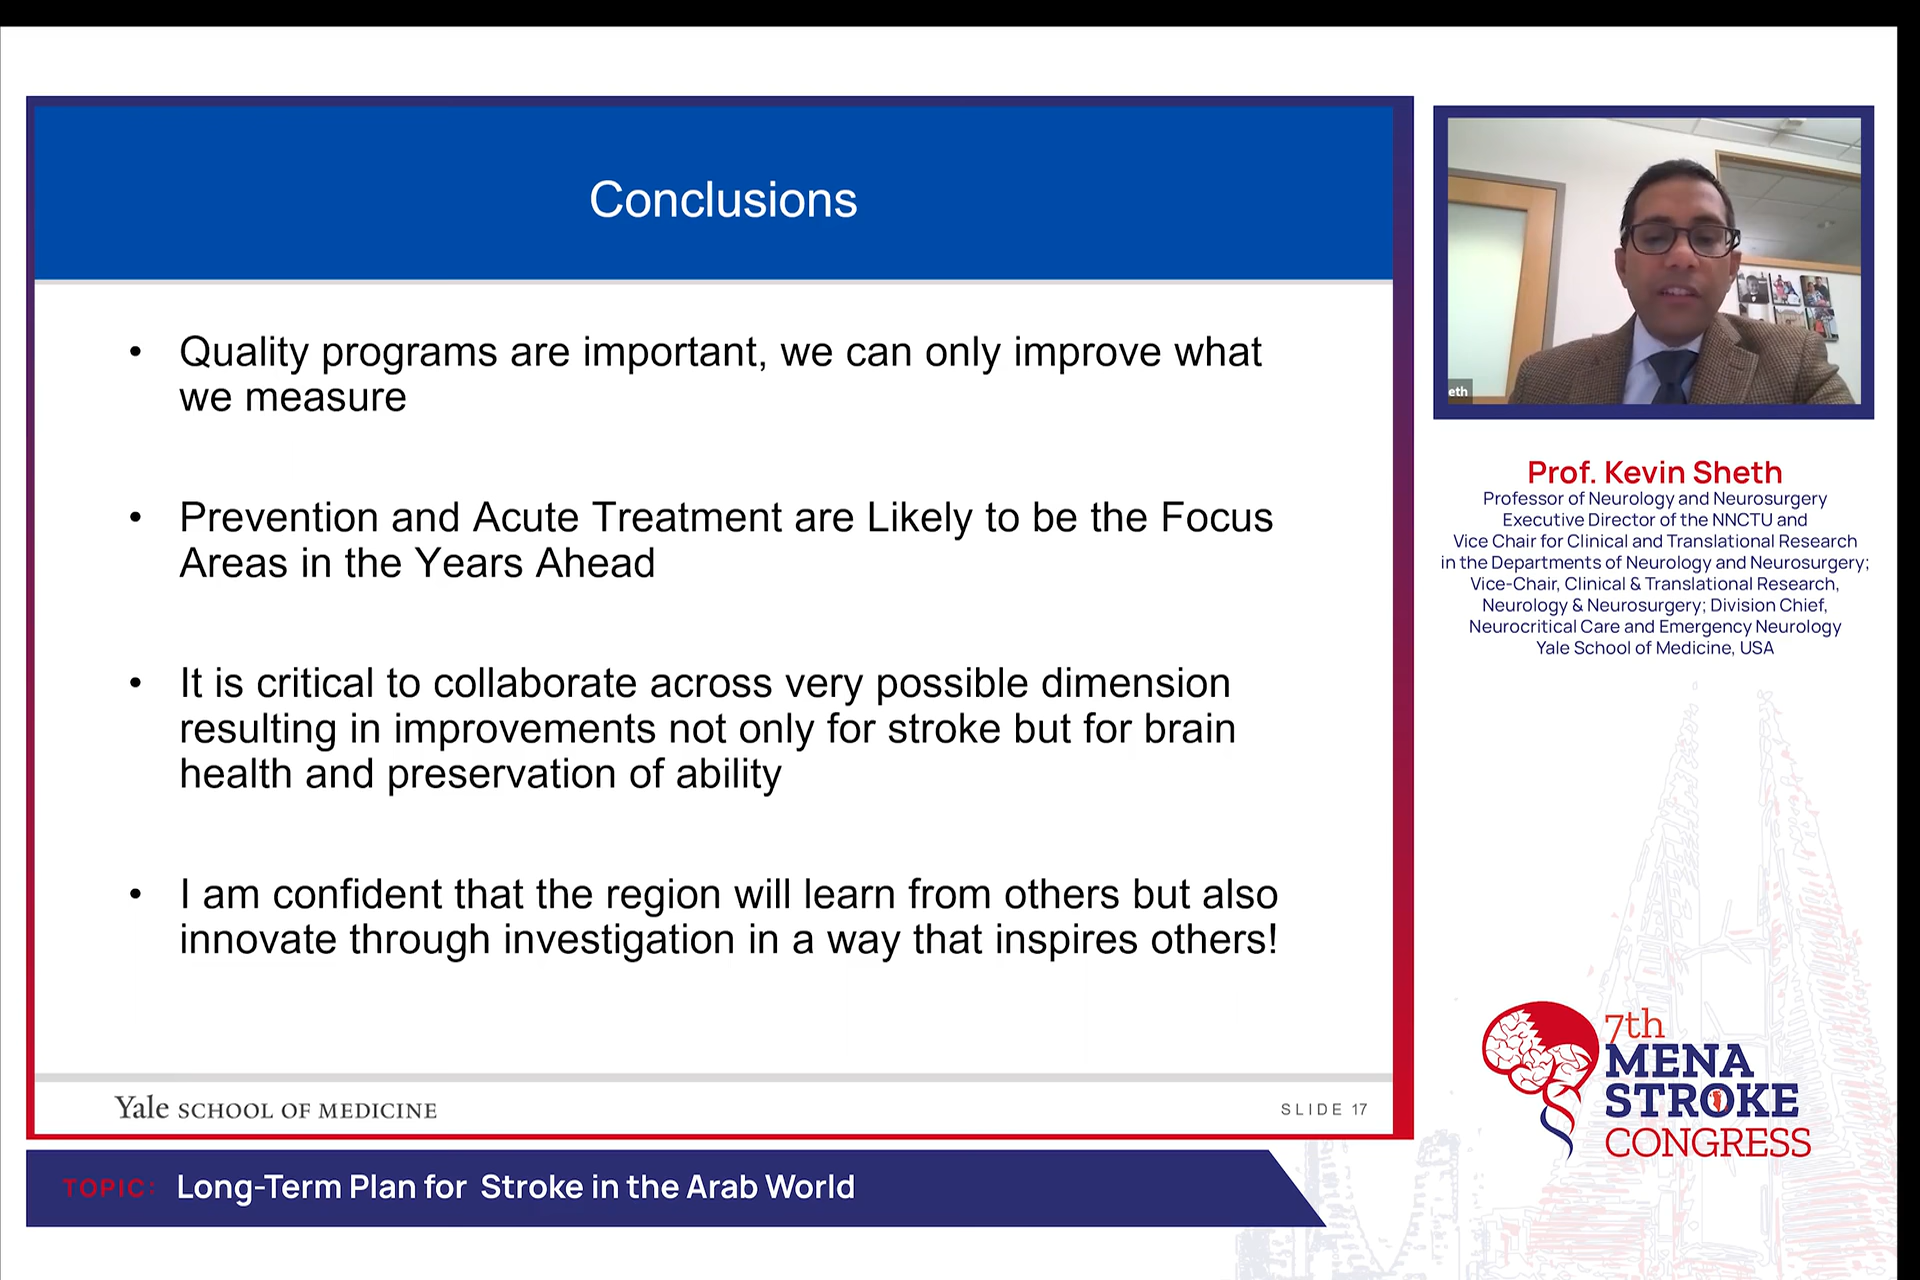 Conclusions
• Quality programs are important, we can only improve what
we measure
• Prevention and Acute Treatment are Likely to be the Focus
Areas in the Years Ahead
• It is critical to collaborate across very possible dimension
resulting in improvements not only for stroke but for brain
health and preservation of ability
• I am confident that the region will learn from others but also
innovate through investigation in a way that inspires others!
Yale SCHOOL OF MEDICINE
SLIDE 17
TOPIC: Long-Term Plan for Stroke in the Arab World
eth
Prof. Kevin Sheth
Professor of Neurology and Neurosurgery
Executive Director of the NNCTU and
Vice Chair for Clinical and Translational Research
in the Departments of Neurology and Neurosurgery;
Vice-Chair, Clinical & Translational Research,
Neurology & Neurosurgery; Division Chief,
Neurocritical Care and Emergency Neurology
Yale School of Medicine, USA
7th
MENA
STROKE
CONGRESS